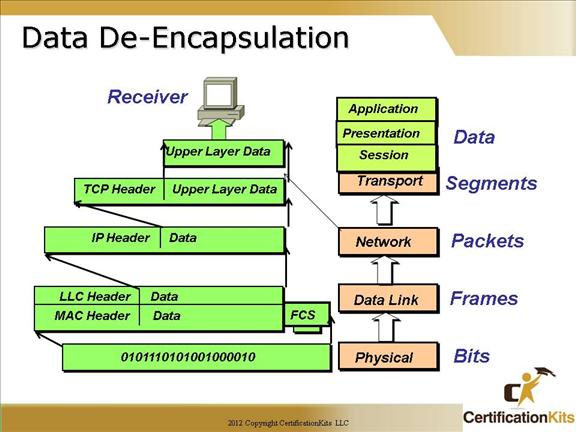 Data De-Encapsulation
Receiver
Application
Presentation
Session
Data
Upper Layer Data
TCP Header Upper Layer Data
Transport Segments
IP Header Data
Network Packets
LLC Header Data
MAC Header Data FCS
Data Link Frames
0101110101001000010
Physical Bits
2012 Copyright CertificationKits LLC
CertificationKits